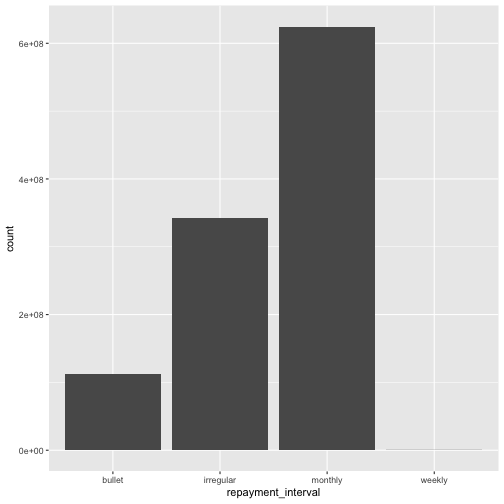 6e+08
4e+08
2e+08
0e+00
count
bullet irregular monthly weekly
repayment_interval